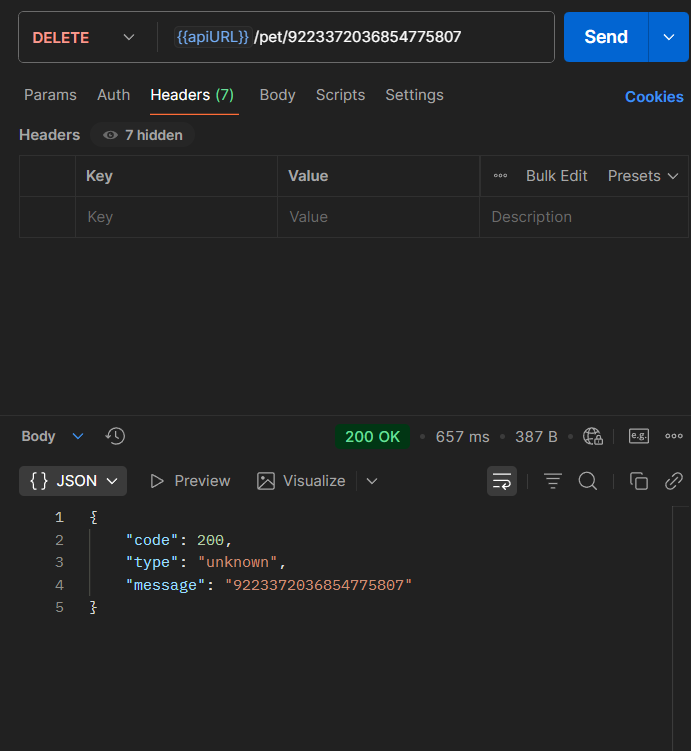 DELETE {{apiURL}} /pet/9223372036854775807 Send
Params Auth Headers (7) Body Scripts Settings Cookies
Headers 7 hidden
Key Value Bulk Edit Presets
Key Value Description
Body 200 OK • 657 ms • 387 B • e.g.
{} JSON Preview Visualize
1 {
2 "code": 200,
3 "type": "unknown",
4 "message": "9223372036854775807"
5 }